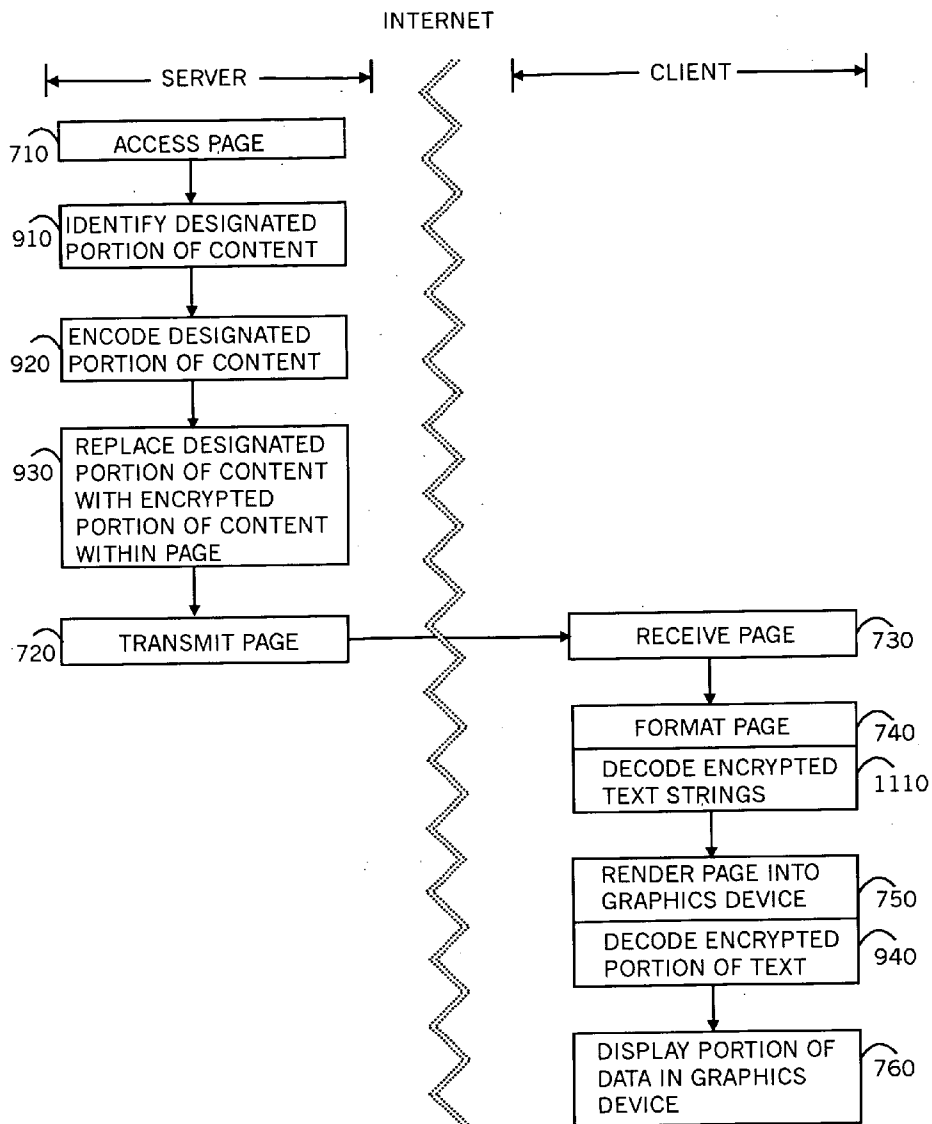 INTERNET
SERVER
CLIENT
710
ACCESS PAGE
910
IDENTIFY DESIGNATED
PORTION OF CONTENT
920
ENCODE DESIGNATED
PORTION OF CONTENT
930
REPLACE DESIGNATED
PORTION OF CONTENT
WITH ENCRYPTED
PORTION OF CONTENT
WITHIN PAGE
720
TRANSMIT PAGE
RECEIVE PAGE
730
FORMAT PAGE
740
DECODE ENCRYPTED
TEXT STRINGS
1110
RENDER PAGE INTO
GRAPHICS DEVICE
750
DECODE ENCRYPTED
PORTION OF TEXT
940
DISPLAY PORTION OF
DATA IN GRAPHICS
DEVICE
760